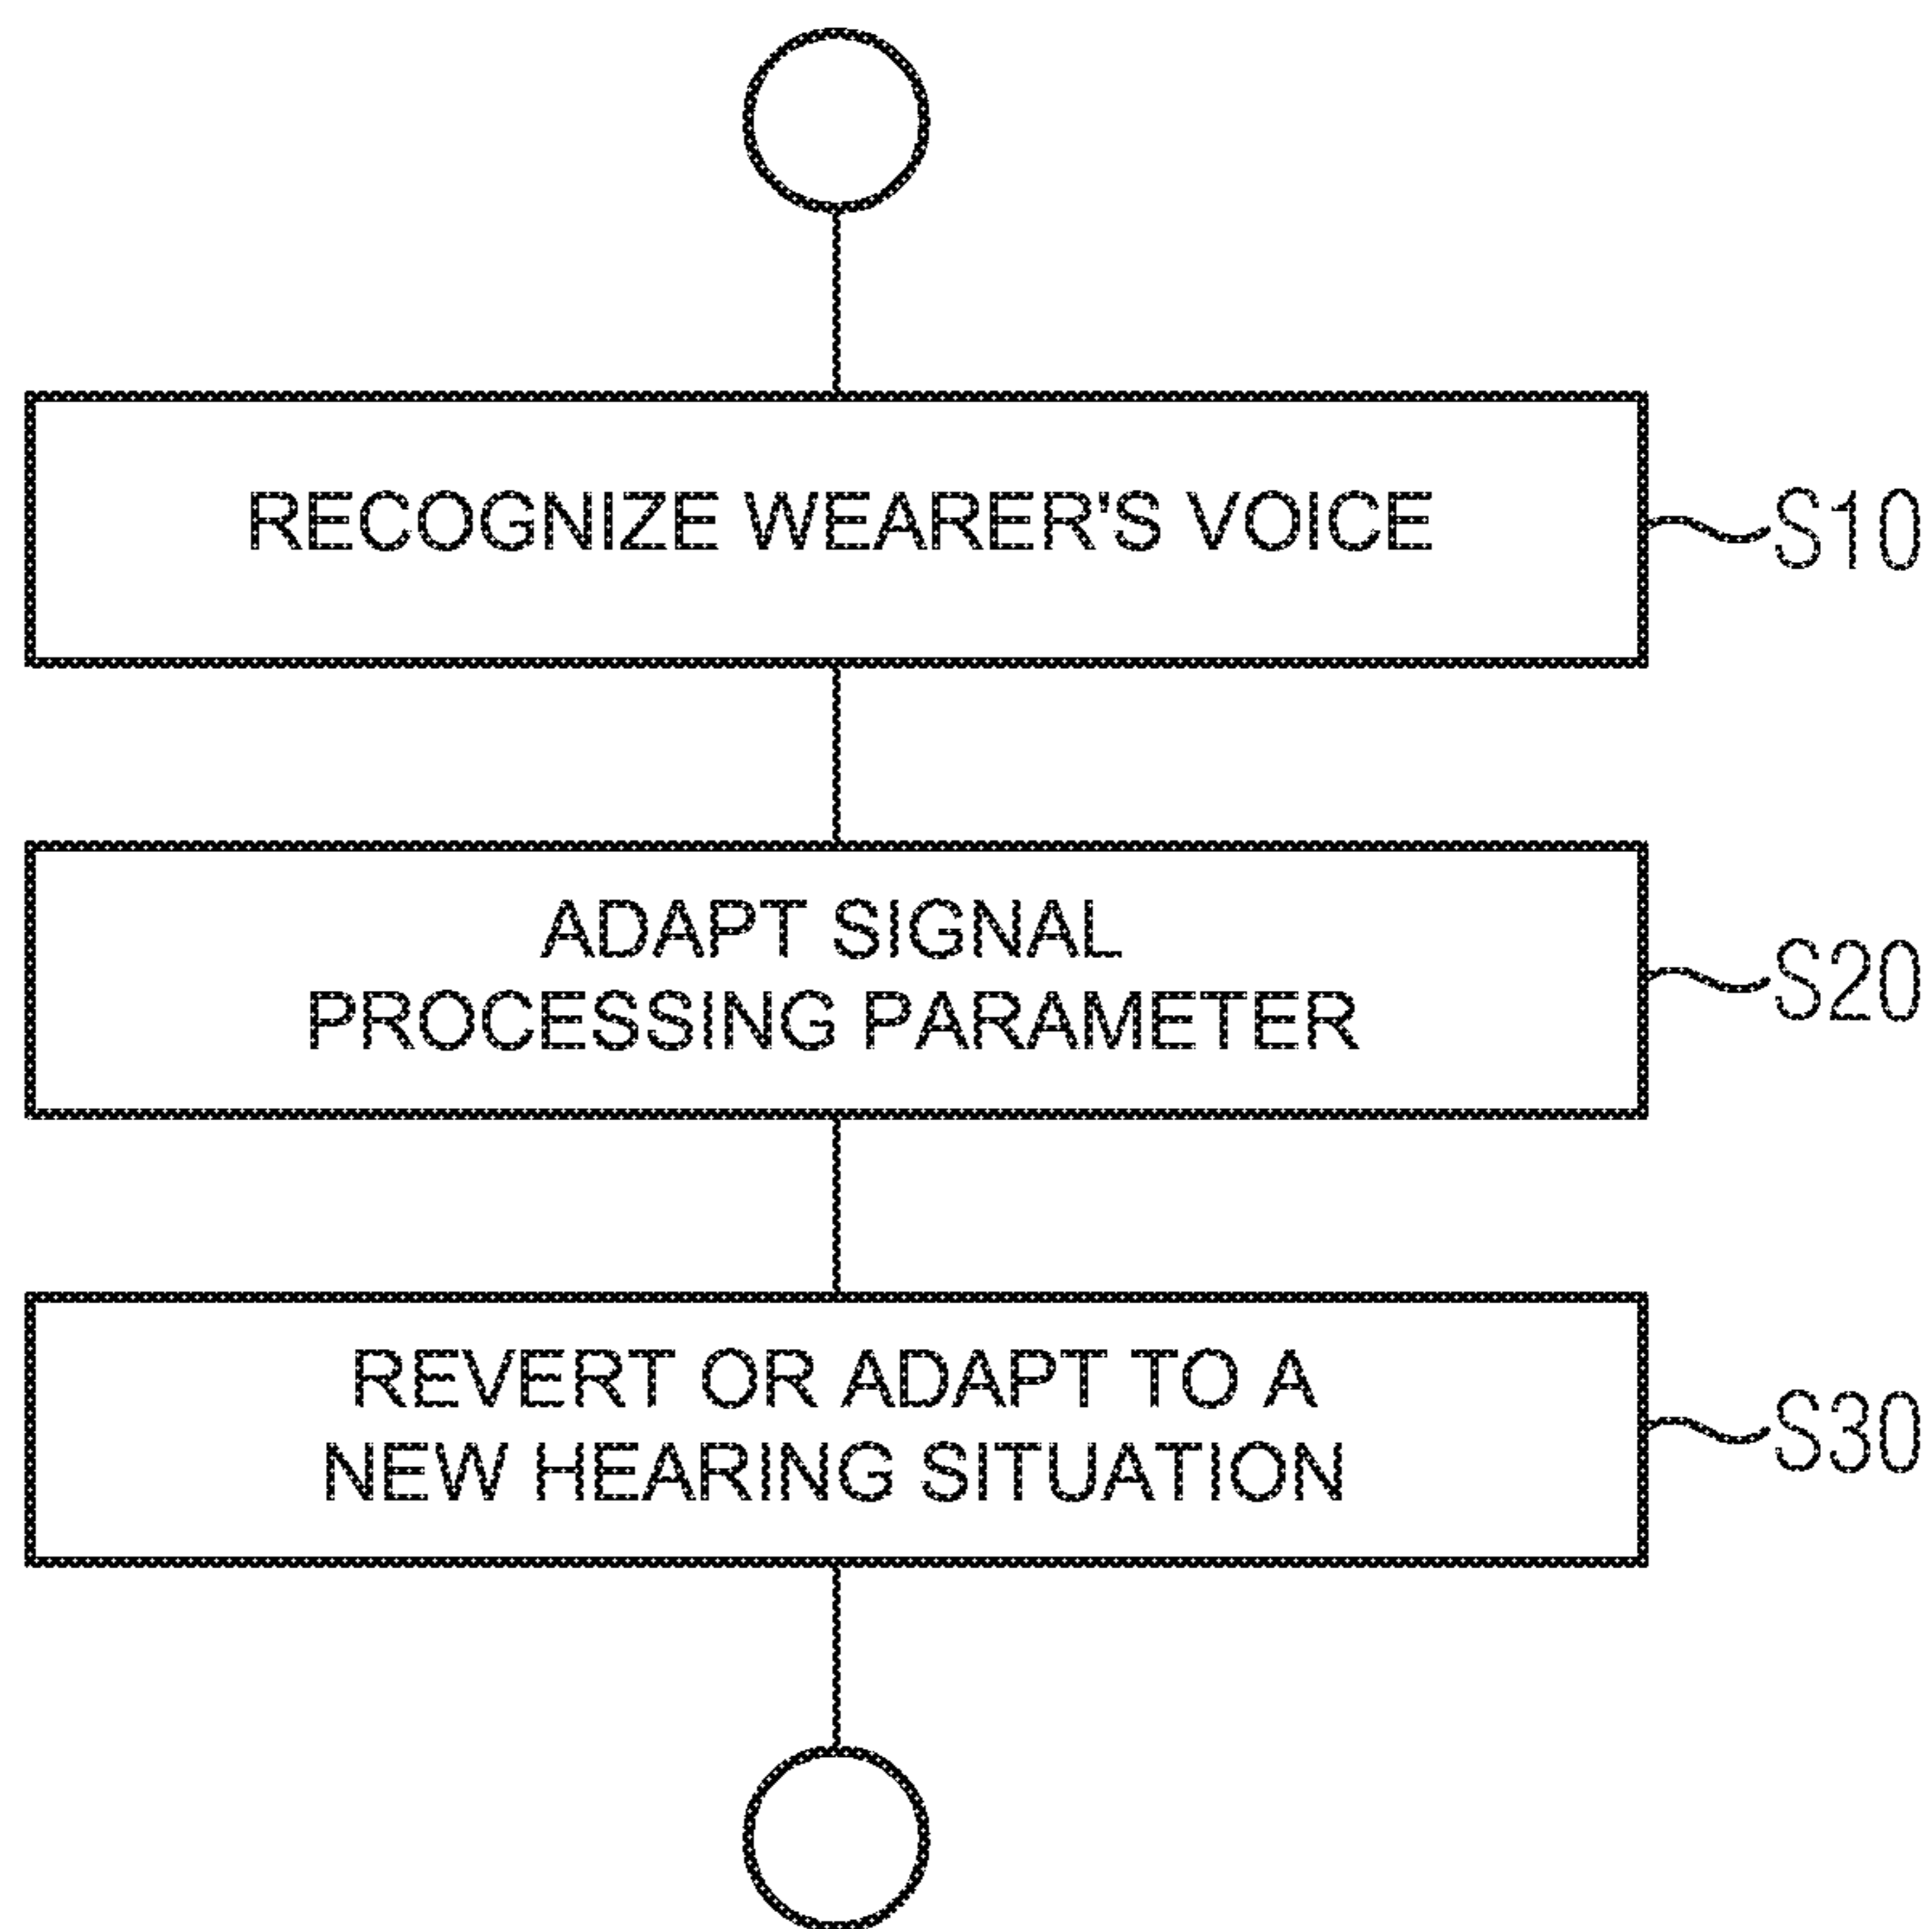 RECOGNIZE WEARER'S VOICE
S10
ADAPT SIGNAL
PROCESSING PARAMETER
S20
REVERT OR ADAPT TO A
NEW HEARING SITUATION
S30